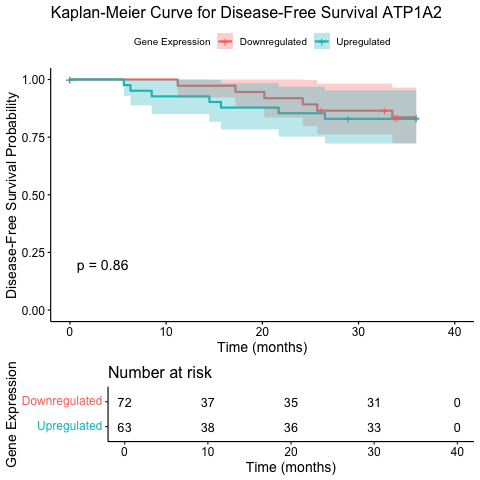 Kaplan-Meier Curve for Disease-Free Survival ATP1A2
Gene Expression Downregulated Upregulated
Disease-Free Survival Probability
1.00
0.75
0.50
0.25
0.00
p = 0.86
0 10 20 30 40
Time (months)
Number at risk
Gene Expression
Downregulated 72 37 35 31 0
Upregulated 63 38 36 33 0
0 10 20 30 40
Time (months)